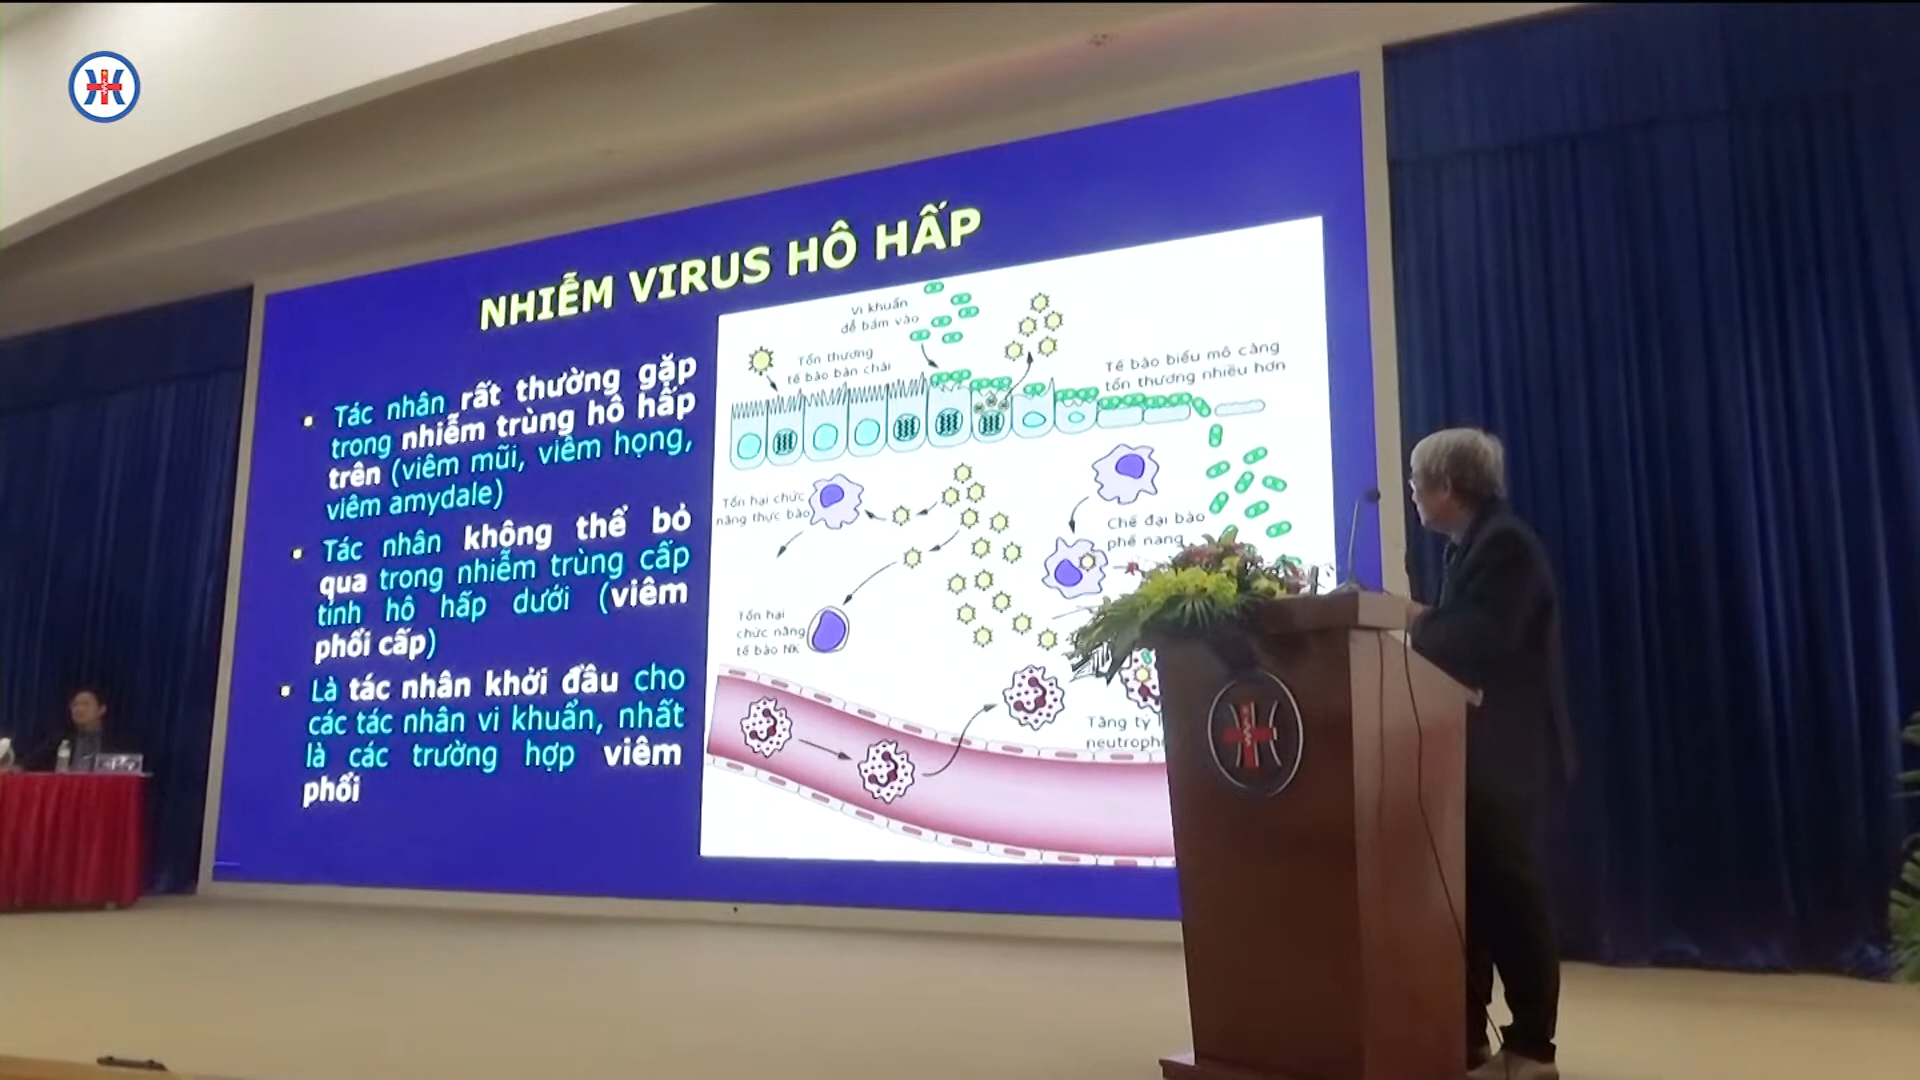 NHIỄM VIRUS HÔ HẤP
▪ Tác nhân rất thường gặp
trong nhiễm trùng hô hấp
trên (viêm mũi, viêm họng,
viêm amydale)
▪ Tác nhân không thể bỏ
qua trong nhiễm trùng cấp
tính hô hấp dưới (viêm
phổi cấp)
▪ Là tác nhân khởi đầu cho
các tác nhân vi khuẩn, nhất
là các trường hợp viêm
phổi
Vi khuẩn
dễ bám vào
Tổn thương
tế bào bàn chải
Tế bào biểu mô càng
tổn thương nhiều hơn
Tổn hại chức
năng thực bào
Chế đại bào
phế nang
Tổn hại
chức năng
tế bào NK
Tăng tỷ
neutroph